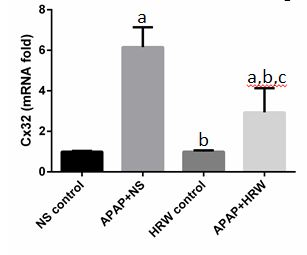 8
6
4
2
0
Cx32 (mRNA fold)
a
b
a,b,c
NS control
APAP+NS
HRW control
APAP+HRW